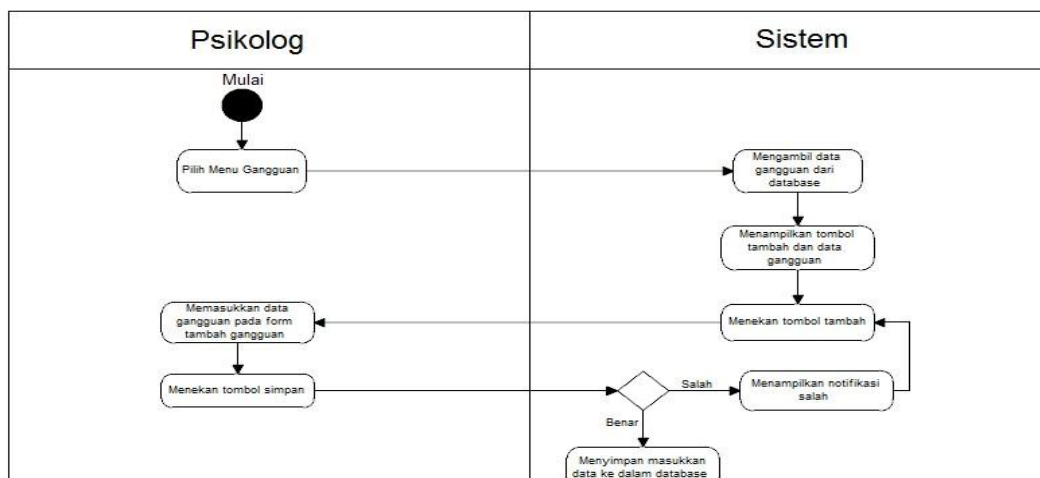 Psikolog
Sistem
Mulai
Pilih Menu Gangguan
Mengambil data
gangguan dari
database
Menampilkan tombol
tambah dan data
gangguan
Memasukkan data
gangguan pada form
tambah gangguan
Menekan tombol tambah
Menekan tombol simpan
Salah
Menampilkan notifikasi
salah
Benar
Menyimpan masukkan
data ke dalam database